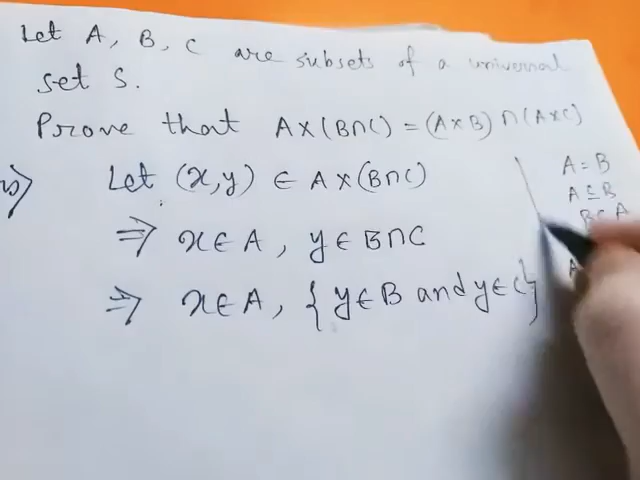 Let A, B, C are subsets of a universal
set S.
Prove that A×(B∩C) = (A×B)∩(A×C)
Let (x,y) ∈ A×(B∩C)
⇒ x∈A, y∈B∩C
⇒ x∈A, {y∈B and y∈C}
A = B
A ⊆ B
B ⊆ A
A